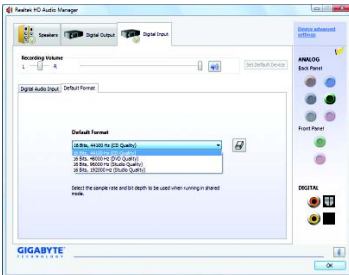 Realtek HD Audio Manager
Speakers
Digital Output
Digital Input
Device advanced
settings
Recording Volume
L
R
Set Default Device
Digital Audio Input
Default Format
Default Format
16 Bits, 44100 Hz (CD Quality)
16 Bits, 44100 Hz (CD Quality)
16 Bits, 48000 Hz (DVD Quality)
16 Bits, 96000 Hz (Studio Quality)
16 Bits, 192000 Hz (Studio Quality)
Select the sample rate and bit depth to be used when running in shared
mode.
ANALOG
Back Panel
Front Panel
DIGITAL
GIGABYTE
TECHNOLOGY
OK